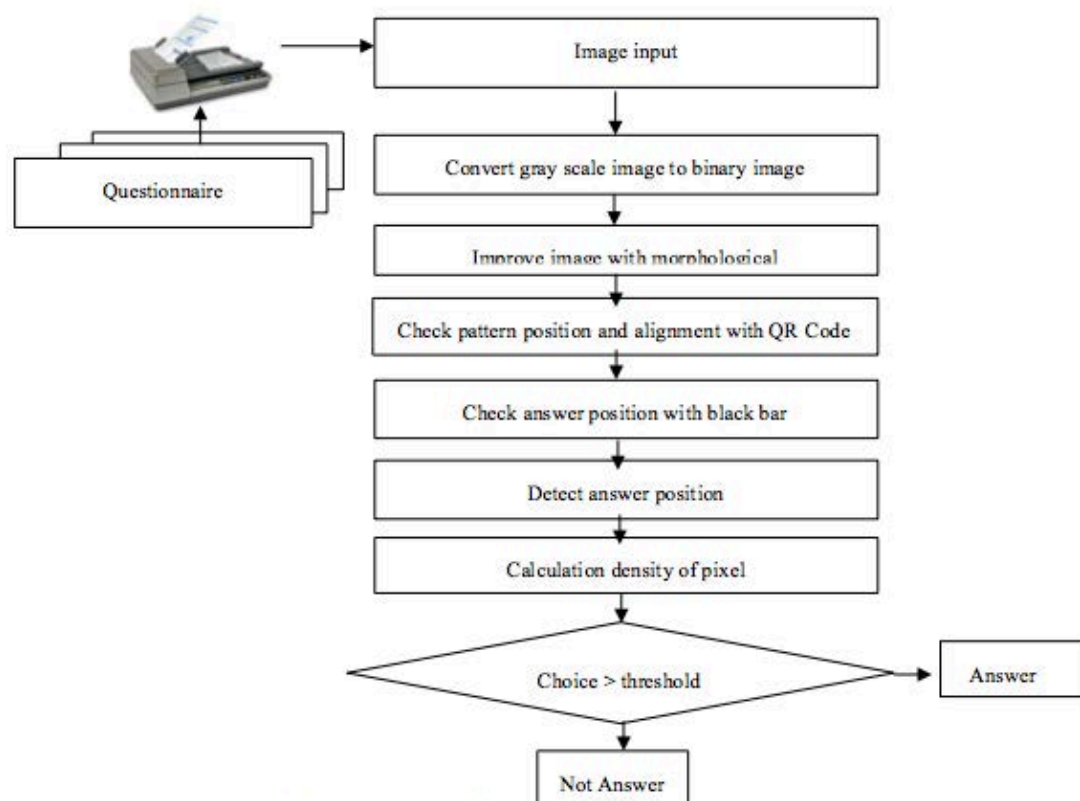 Image input
Convert gray scale image to binary image
Questionnaire
Improve image with morphological
Check pattern position and alignment with QR Code
Check answer position with black bar
Detect answer position
Calculation density of pixel
Choice > threshold
Answer
Not Answer